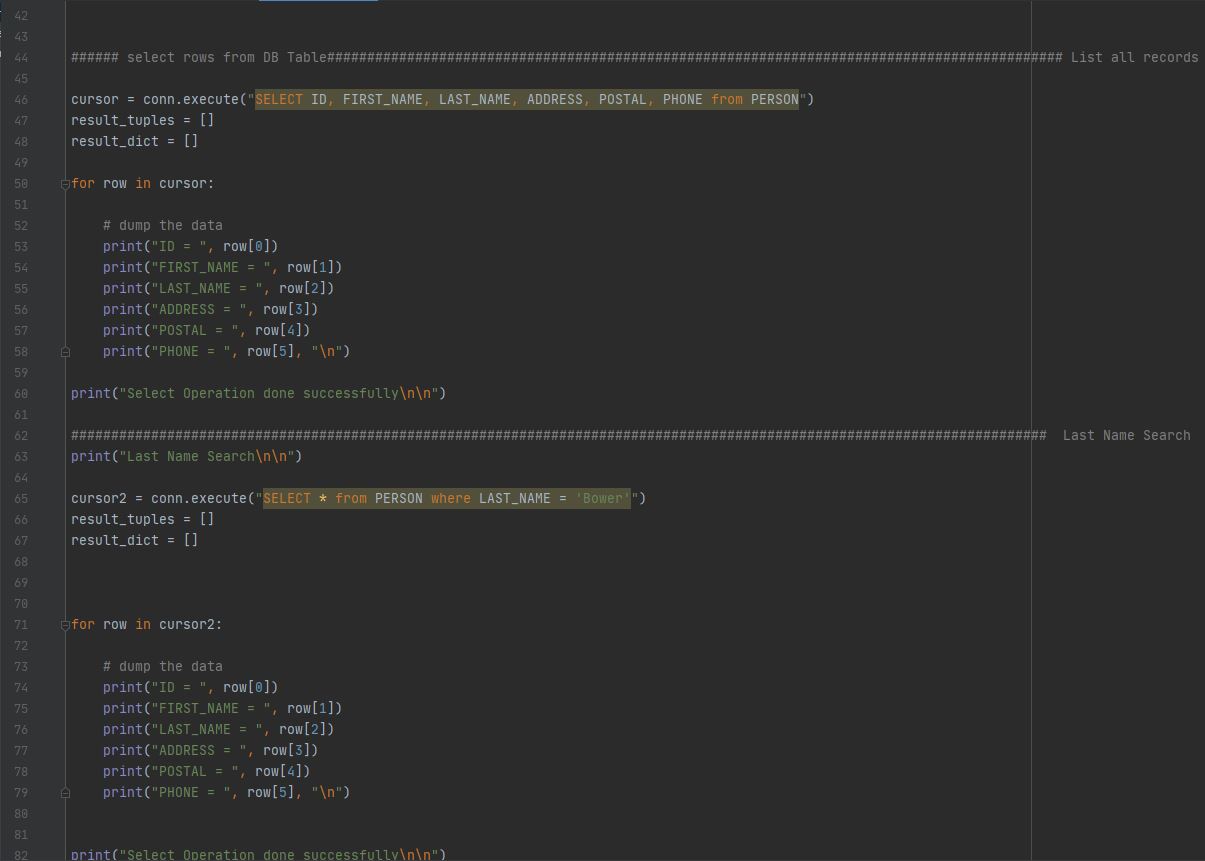 42
43
44 ###### select rows from DB Table############################################################################################ List all records
45
46 cursor = conn.execute("SELECT ID, FIRST_NAME, LAST_NAME, ADDRESS, POSTAL, PHONE from PERSON")
47 result_tuples = []
48 result_dict = []
49
50 for row in cursor:
51
52     # dump the data
53     print("ID = ", row[0])
54     print("FIRST_NAME = ", row[1])
55     print("LAST_NAME = ", row[2])
56     print("ADDRESS = ", row[3])
57     print("POSTAL = ", row[4])
58     print("PHONE = ", row[5], "\n")
59
60 print("Select Operation done successfully\n\n")
61
62 ########################################################################################################################## Last Name Search
63 print("Last Name Search\n\n")
64
65 cursor2 = conn.execute("SELECT * from PERSON where LAST_NAME = 'Bower'")
66 result_tuples = []
67 result_dict = []
68
69
70
71 for row in cursor2:
72
73     # dump the data
74     print("ID = ", row[0])
75     print("FIRST_NAME = ", row[1])
76     print("LAST_NAME = ", row[2])
77     print("ADDRESS = ", row[3])
78     print("POSTAL = ", row[4])
79     print("PHONE = ", row[5], "\n")
80
81
82 print("Select Operation done successfully\n\n")